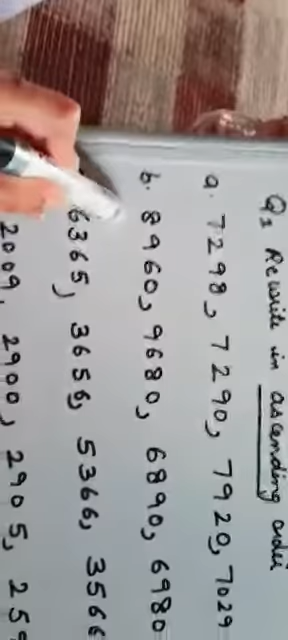 Q1 Rewrite in ascending order
a. 7298, 7290, 7920, 7029
b. 8960, 9680, 6890, 6980
6365, 3656, 5366, 3566
2009, 2900, 2905, 259